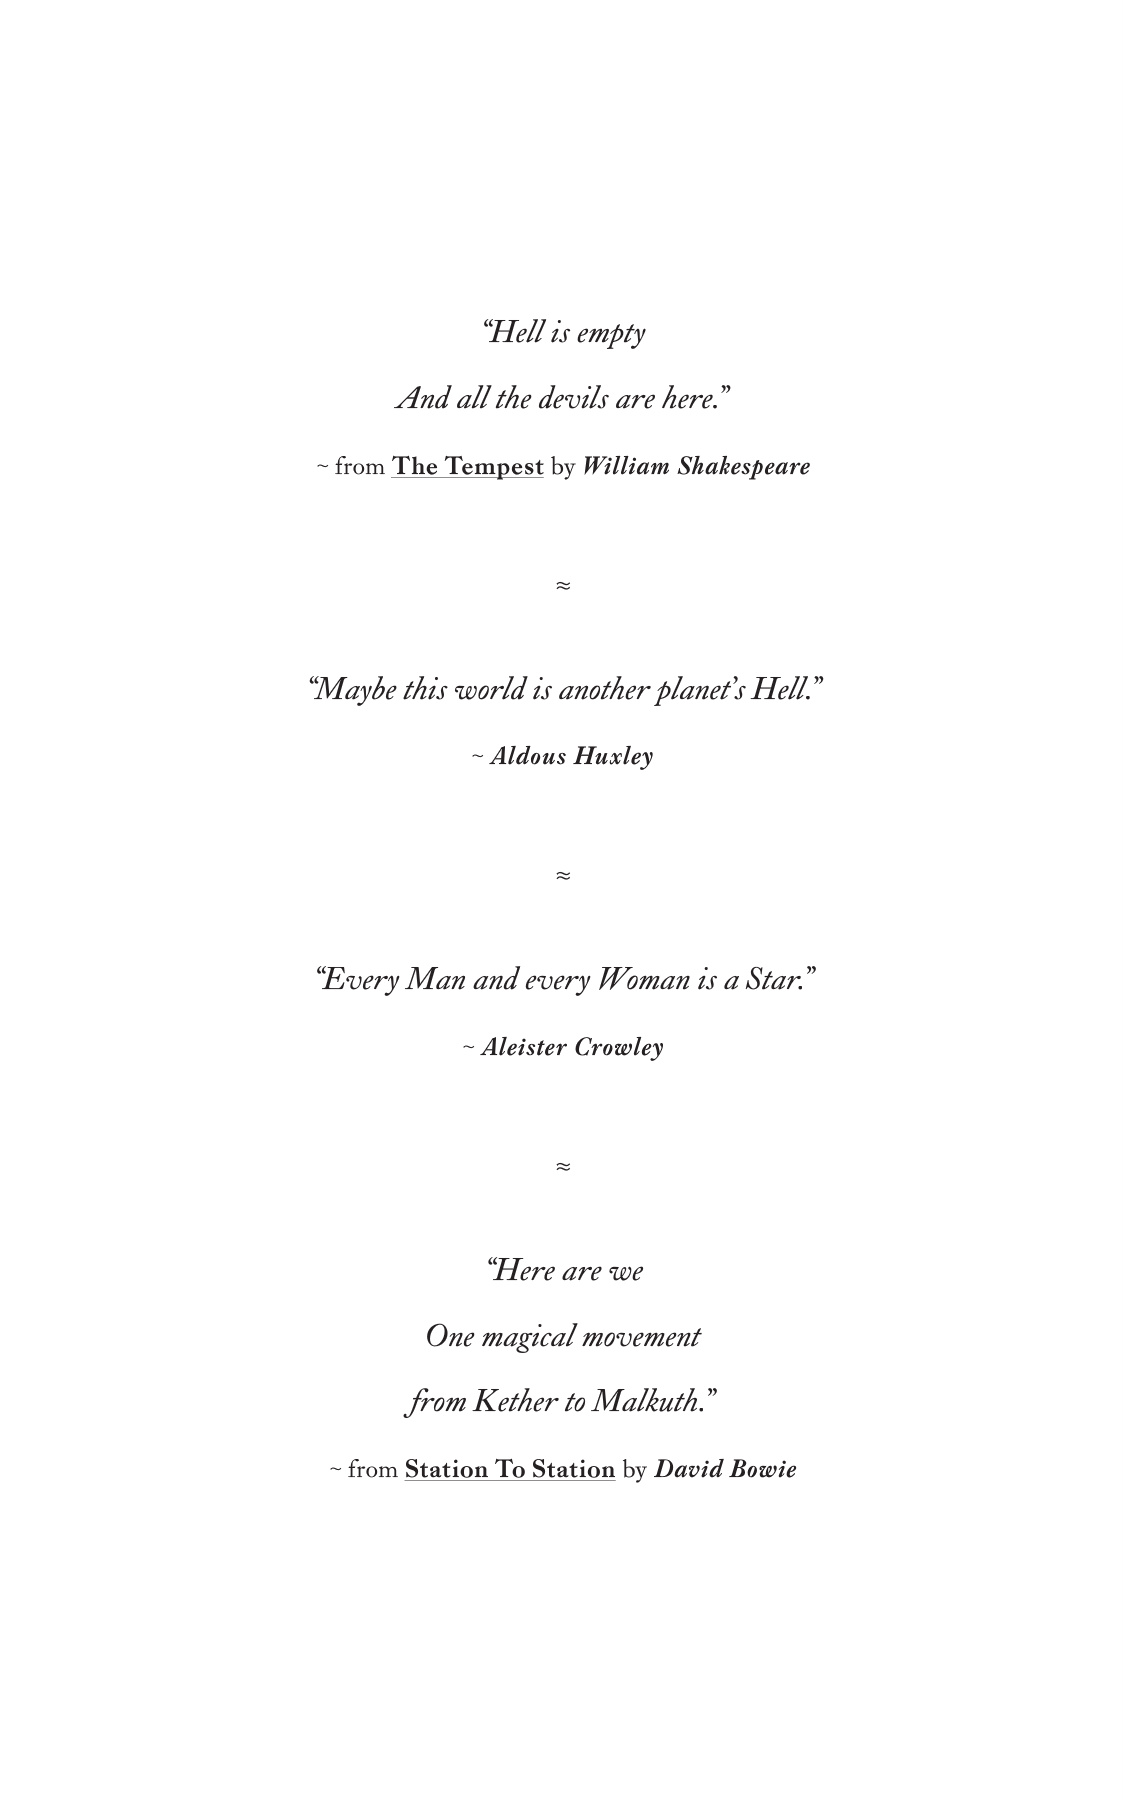 “Hell is empty
And all the devils are here.”
~ from The Tempest by William Shakespeare
≈
“Maybe this world is another planet’s Hell.”
~ Aldous Huxley
≈
“Every Man and every Woman is a Star.”
~ Aleister Crowley
≈
“Here are we
One magical movement
from Kether to Malkuth.”
~ from Station To Station by David Bowie